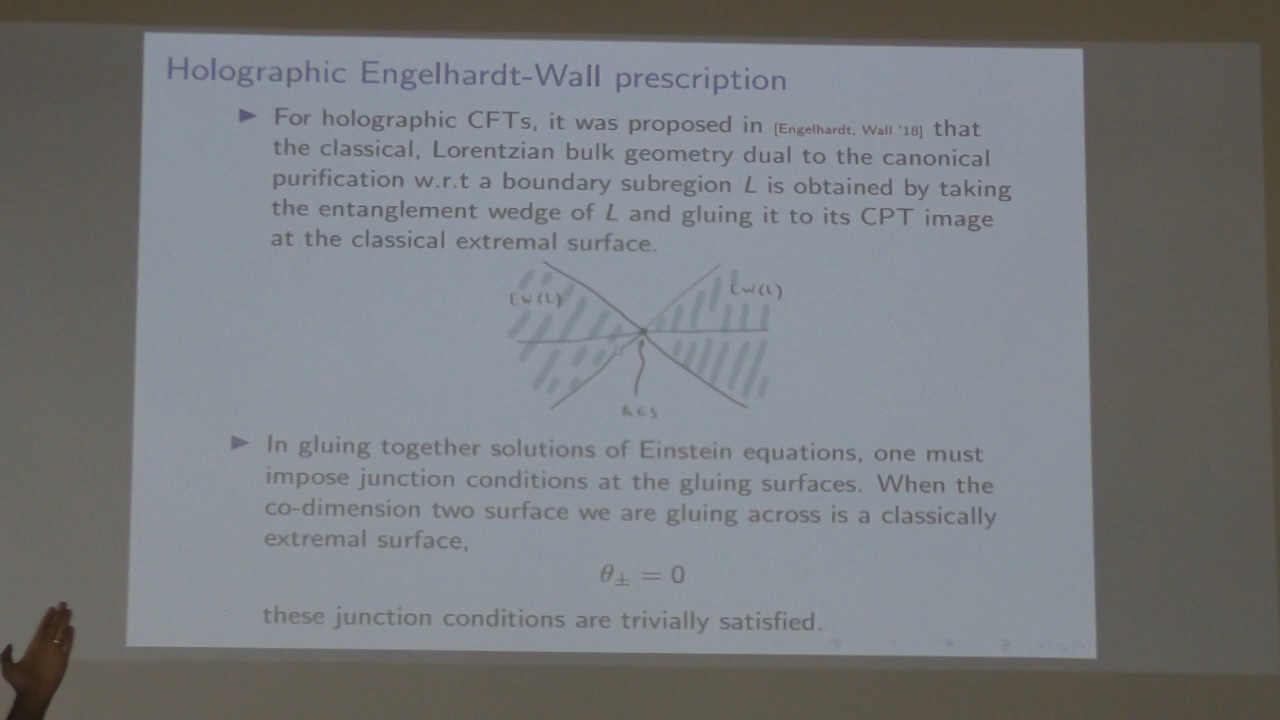 Holographic Engelhardt-Wall prescription
For holographic CFTs, it was proposed in [Engelhardt, Wall '18] that
the classical, Lorentzian bulk geometry dual to the canonical
purification w.r.t a boundary subregion L is obtained by taking
the entanglement wedge of L and gluing it to its CPT image
at the classical extremal surface.
EW(L)
EW(L)
In gluing together solutions of Einstein equations, one must
impose junction conditions at the gluing surfaces. When the
co-dimension two surface we are gluing across is a classically
extremal surface,
θ± = 0
these junction conditions are trivially satisfied.